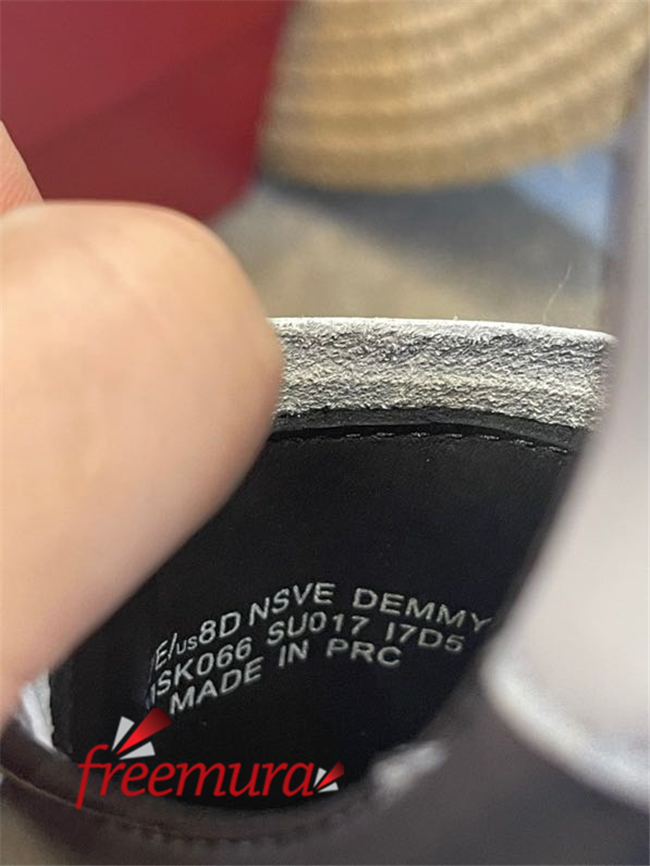 E/us8D NSVE DEMMY
SK066 SU017 I7D5
MADE IN PRC
freemura